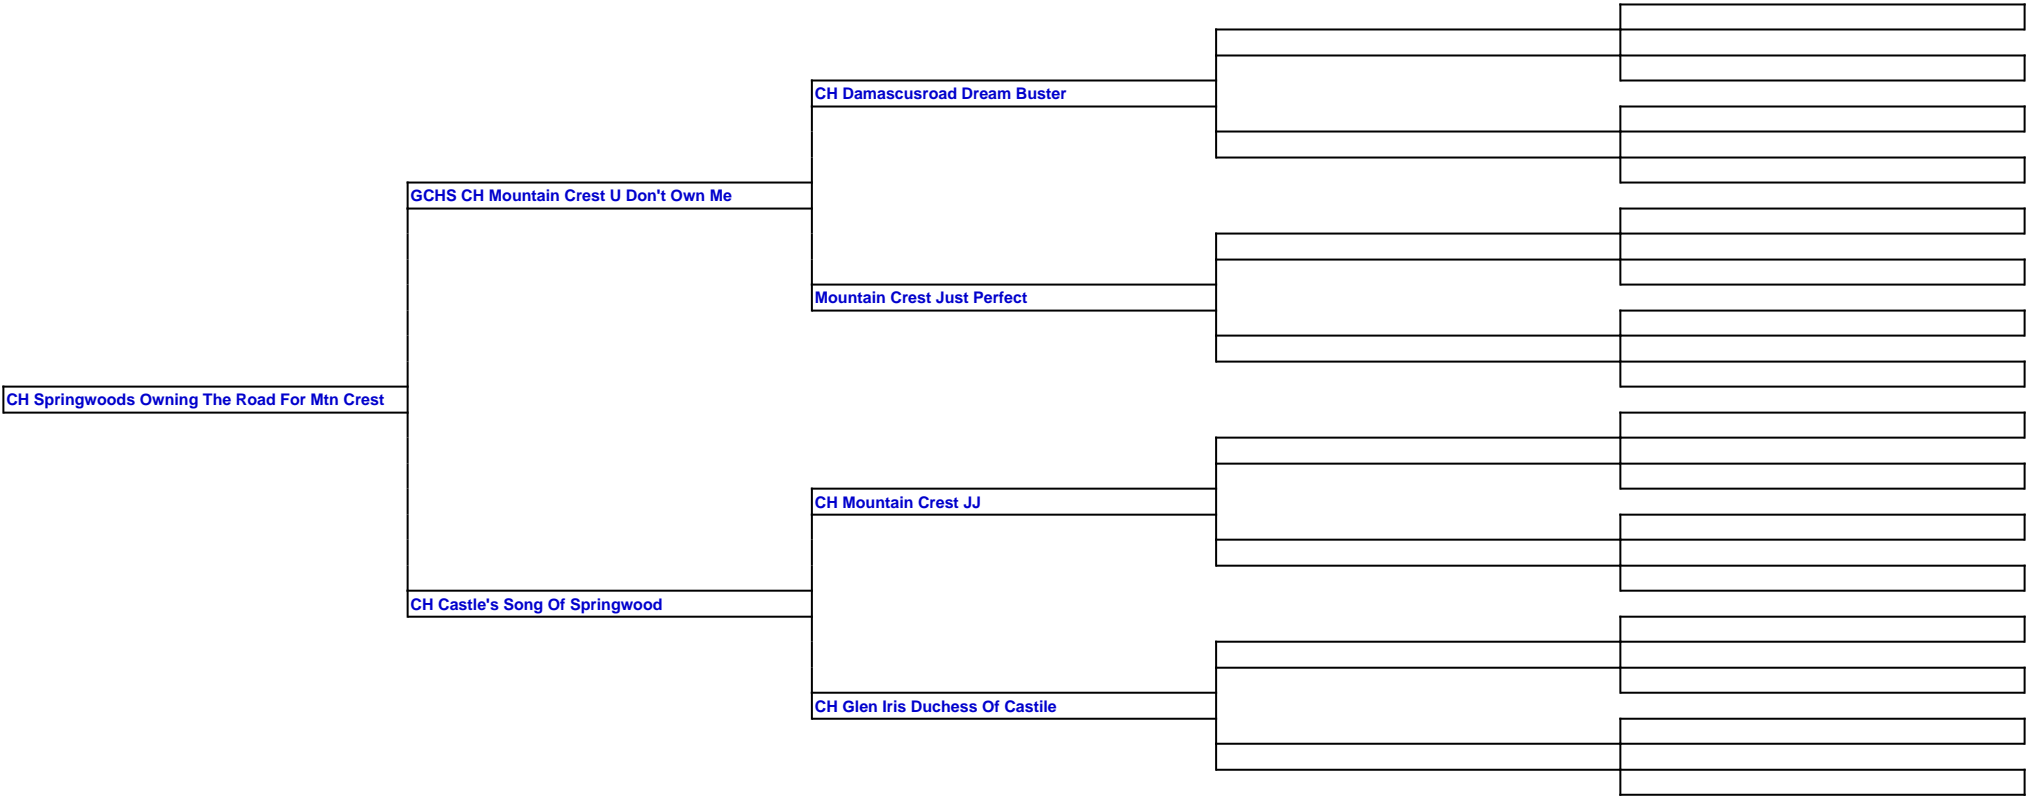 CH Damascusroad Dream Buster
GCHS CH Mountain Crest U Don't Own Me
Mountain Crest Just Perfect
CH Springwoods Owning The Road For Mtn Crest
CH Mountain Crest JJ
CH Castle's Song Of Springwood
CH Glen Iris Duchess Of Castile